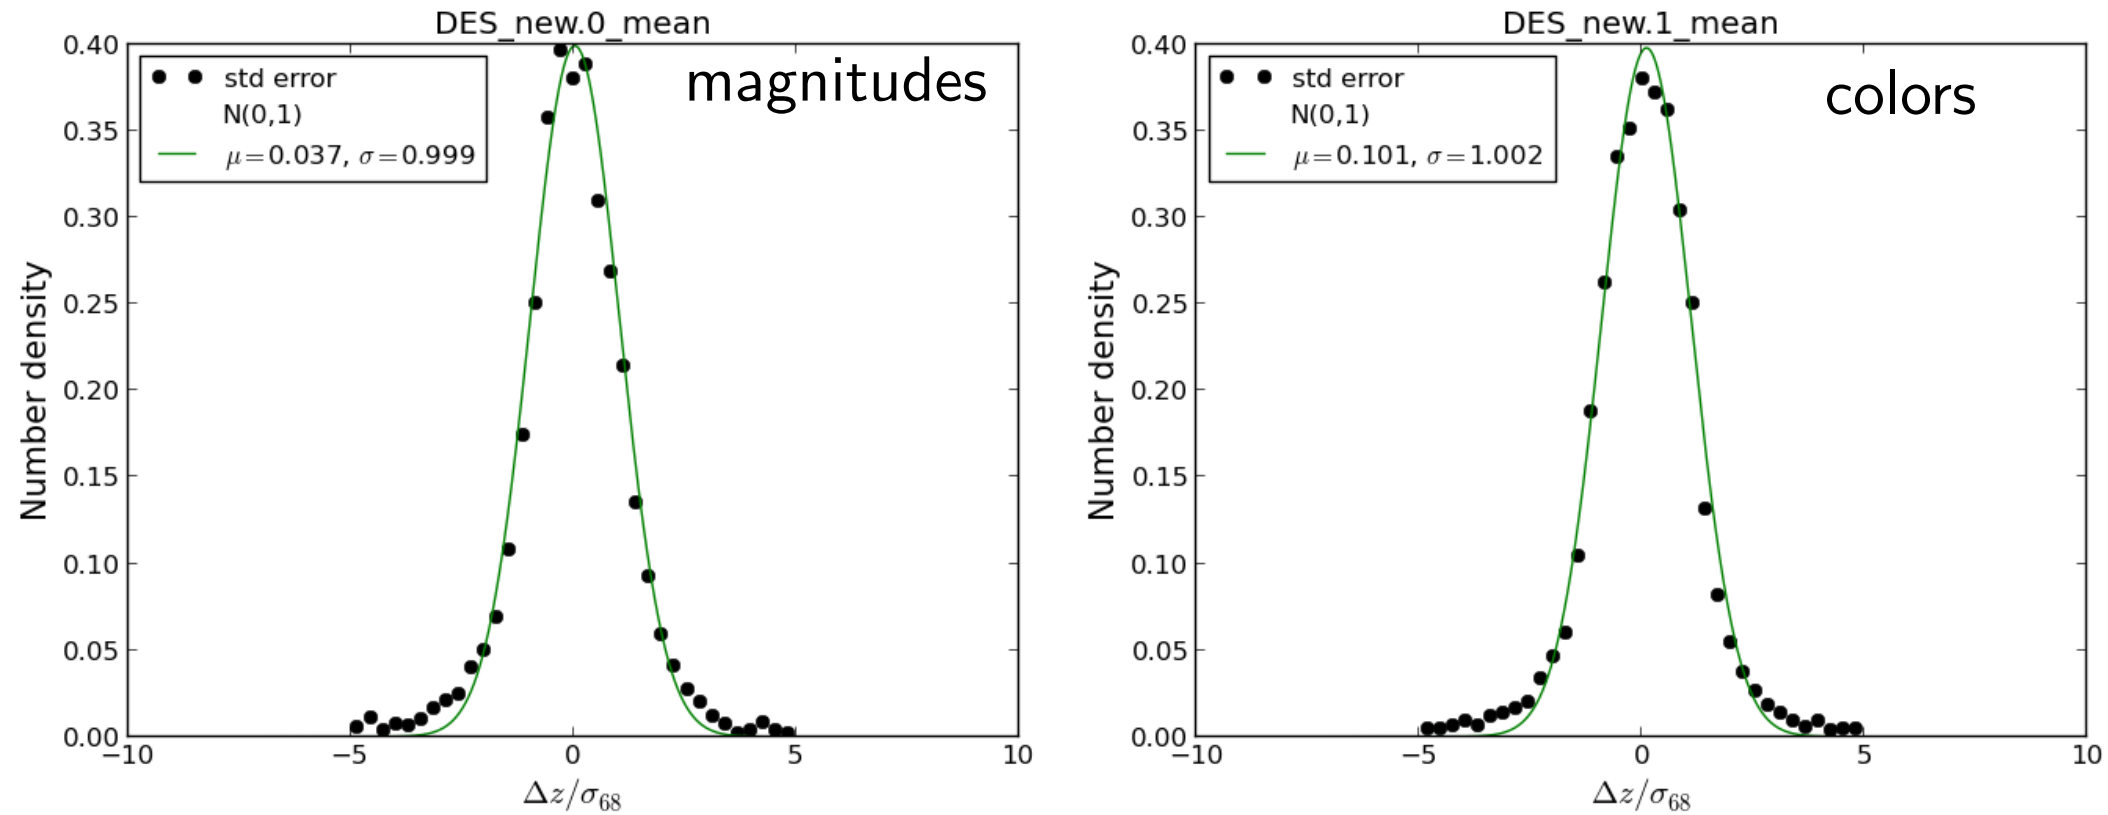 DES_new.0_mean
magnitudes
std error
N(0,1)
μ=0.037, σ=0.999
Number density
0.40
0.35
0.30
0.25
0.20
0.15
0.10
0.05
0.00
−10
−5
0
5
10
Δz/σ68
DES_new.1_mean
colors
std error
N(0,1)
μ=0.101, σ=1.002
Number density
0.40
0.35
0.30
0.25
0.20
0.15
0.10
0.05
0.00
−10
−5
0
5
10
Δz/σ68